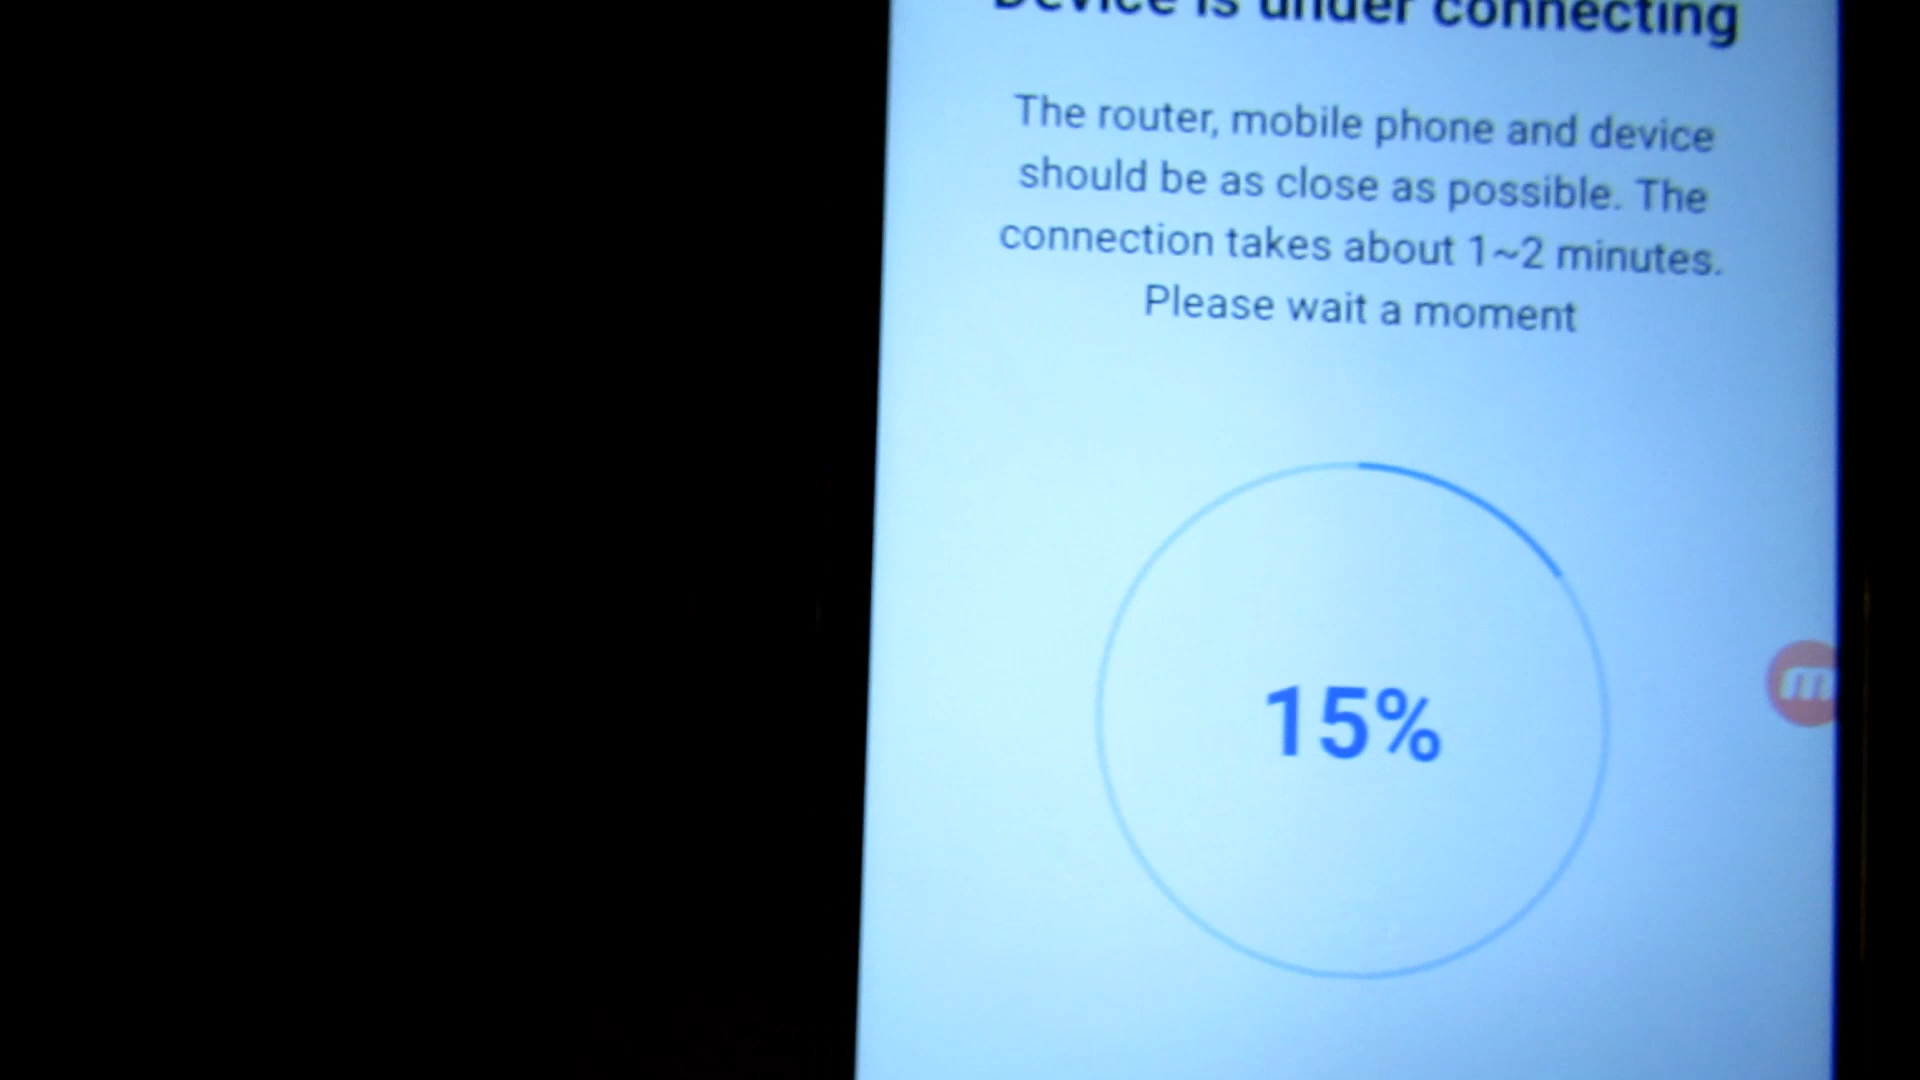 Device is under connecting
The router, mobile phone and device
should be as close as possible. The
connection takes about 1~2 minutes.
Please wait a moment
15%
m